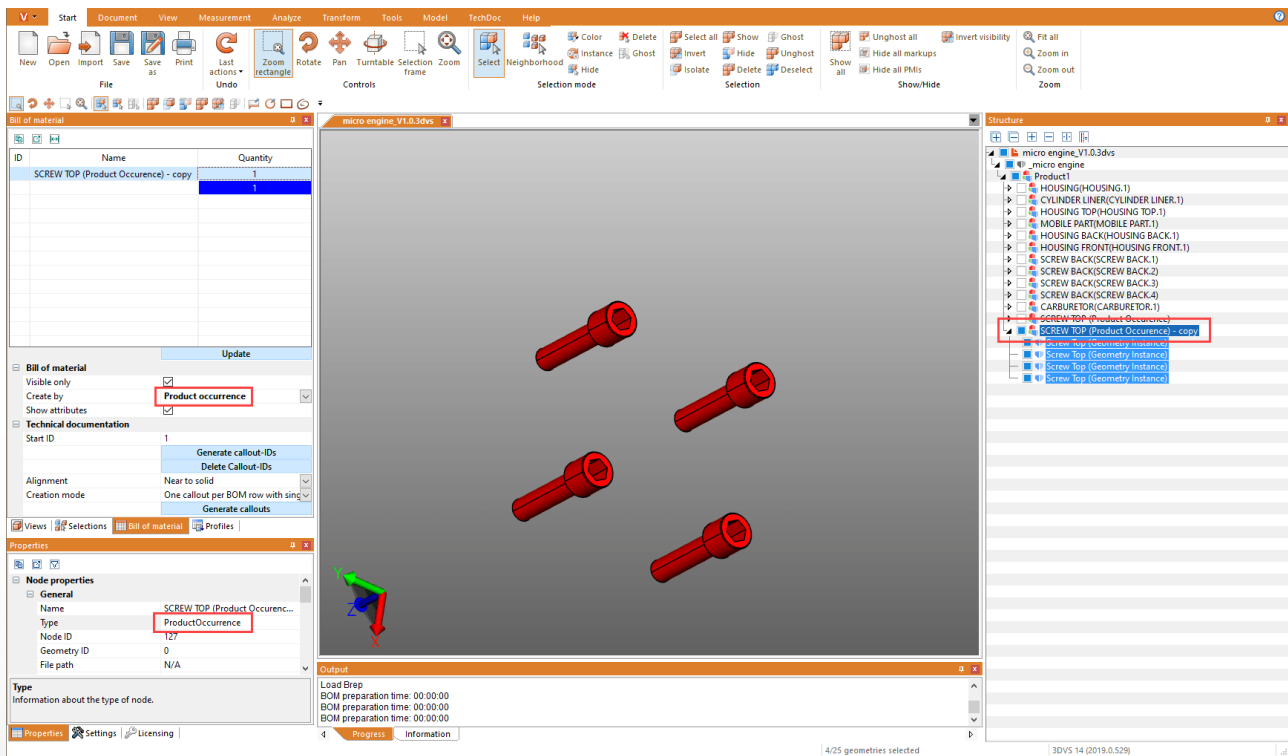 V Start Document View Measurement Analyze Transform Tools Model TechDoc Help
New Open Import Save Save as Print
File
Last actions
Undo
Zoom rectangle Rotate Pan Turntable Selection frame Zoom
Controls
Select Neighborhood
Color Delete
Instance Ghost
Hide
Selection mode
Select all Show Ghost
Invert Hide Unghost
Isolate Delete Deselect
Selection
Show all
Unghost all Invert visibility
Hide all markups
Hide all PMIs
Show/Hide
Fit all
Zoom in
Zoom out
Zoom
Bill of material
ID Name Quantity
SCREW TOP (Product Occurence) - copy 1
1
Update
Bill of material
Visible only
Create by Product occurrence
Show attributes
Technical documentation
Start ID 1
Generate callout-IDs
Delete Callout-IDs
Alignment Near to solid
Creation mode One callout per BOM row with sing
Generate callouts
Views Selections Bill of material Profiles
Properties
Node properties
General
Name SCREW TOP (Product Occurenc...
Type ProductOccurrence
Node ID 127
Geometry ID 0
File path N/A
Type
Information about the type of node.
Properties Settings Licensing
micro engine_V1.0.3dvs
Y
Z
X
Output
Load Brep
BOM preparation time: 00:00:00
BOM preparation time: 00:00:00
BOM preparation time: 00:00:00
Progress Information
Structure
micro engine_V1.0.3dvs
_micro engine
Product1
HOUSING(HOUSING.1)
CYLINDER LINER(CYLINDER LINER.1)
HOUSING TOP(HOUSING TOP.1)
MOBILE PART(MOBILE PART.1)
HOUSING BACK(HOUSING BACK.1)
HOUSING FRONT(HOUSING FRONT.1)
SCREW BACK(SCREW BACK.1)
SCREW BACK(SCREW BACK.2)
SCREW BACK(SCREW BACK.3)
SCREW BACK(SCREW BACK.4)
CARBURETOR(CARBURETOR.1)
SCREW TOP (Product Occurence)
SCREW TOP (Product Occurence) - copy
Screw Top (Geometry Instance)
Screw Top (Geometry Instance)
Screw Top (Geometry Instance)
Screw Top (Geometry Instance)
4/25 geometries selected
3DVS 14 (2019.0.529)